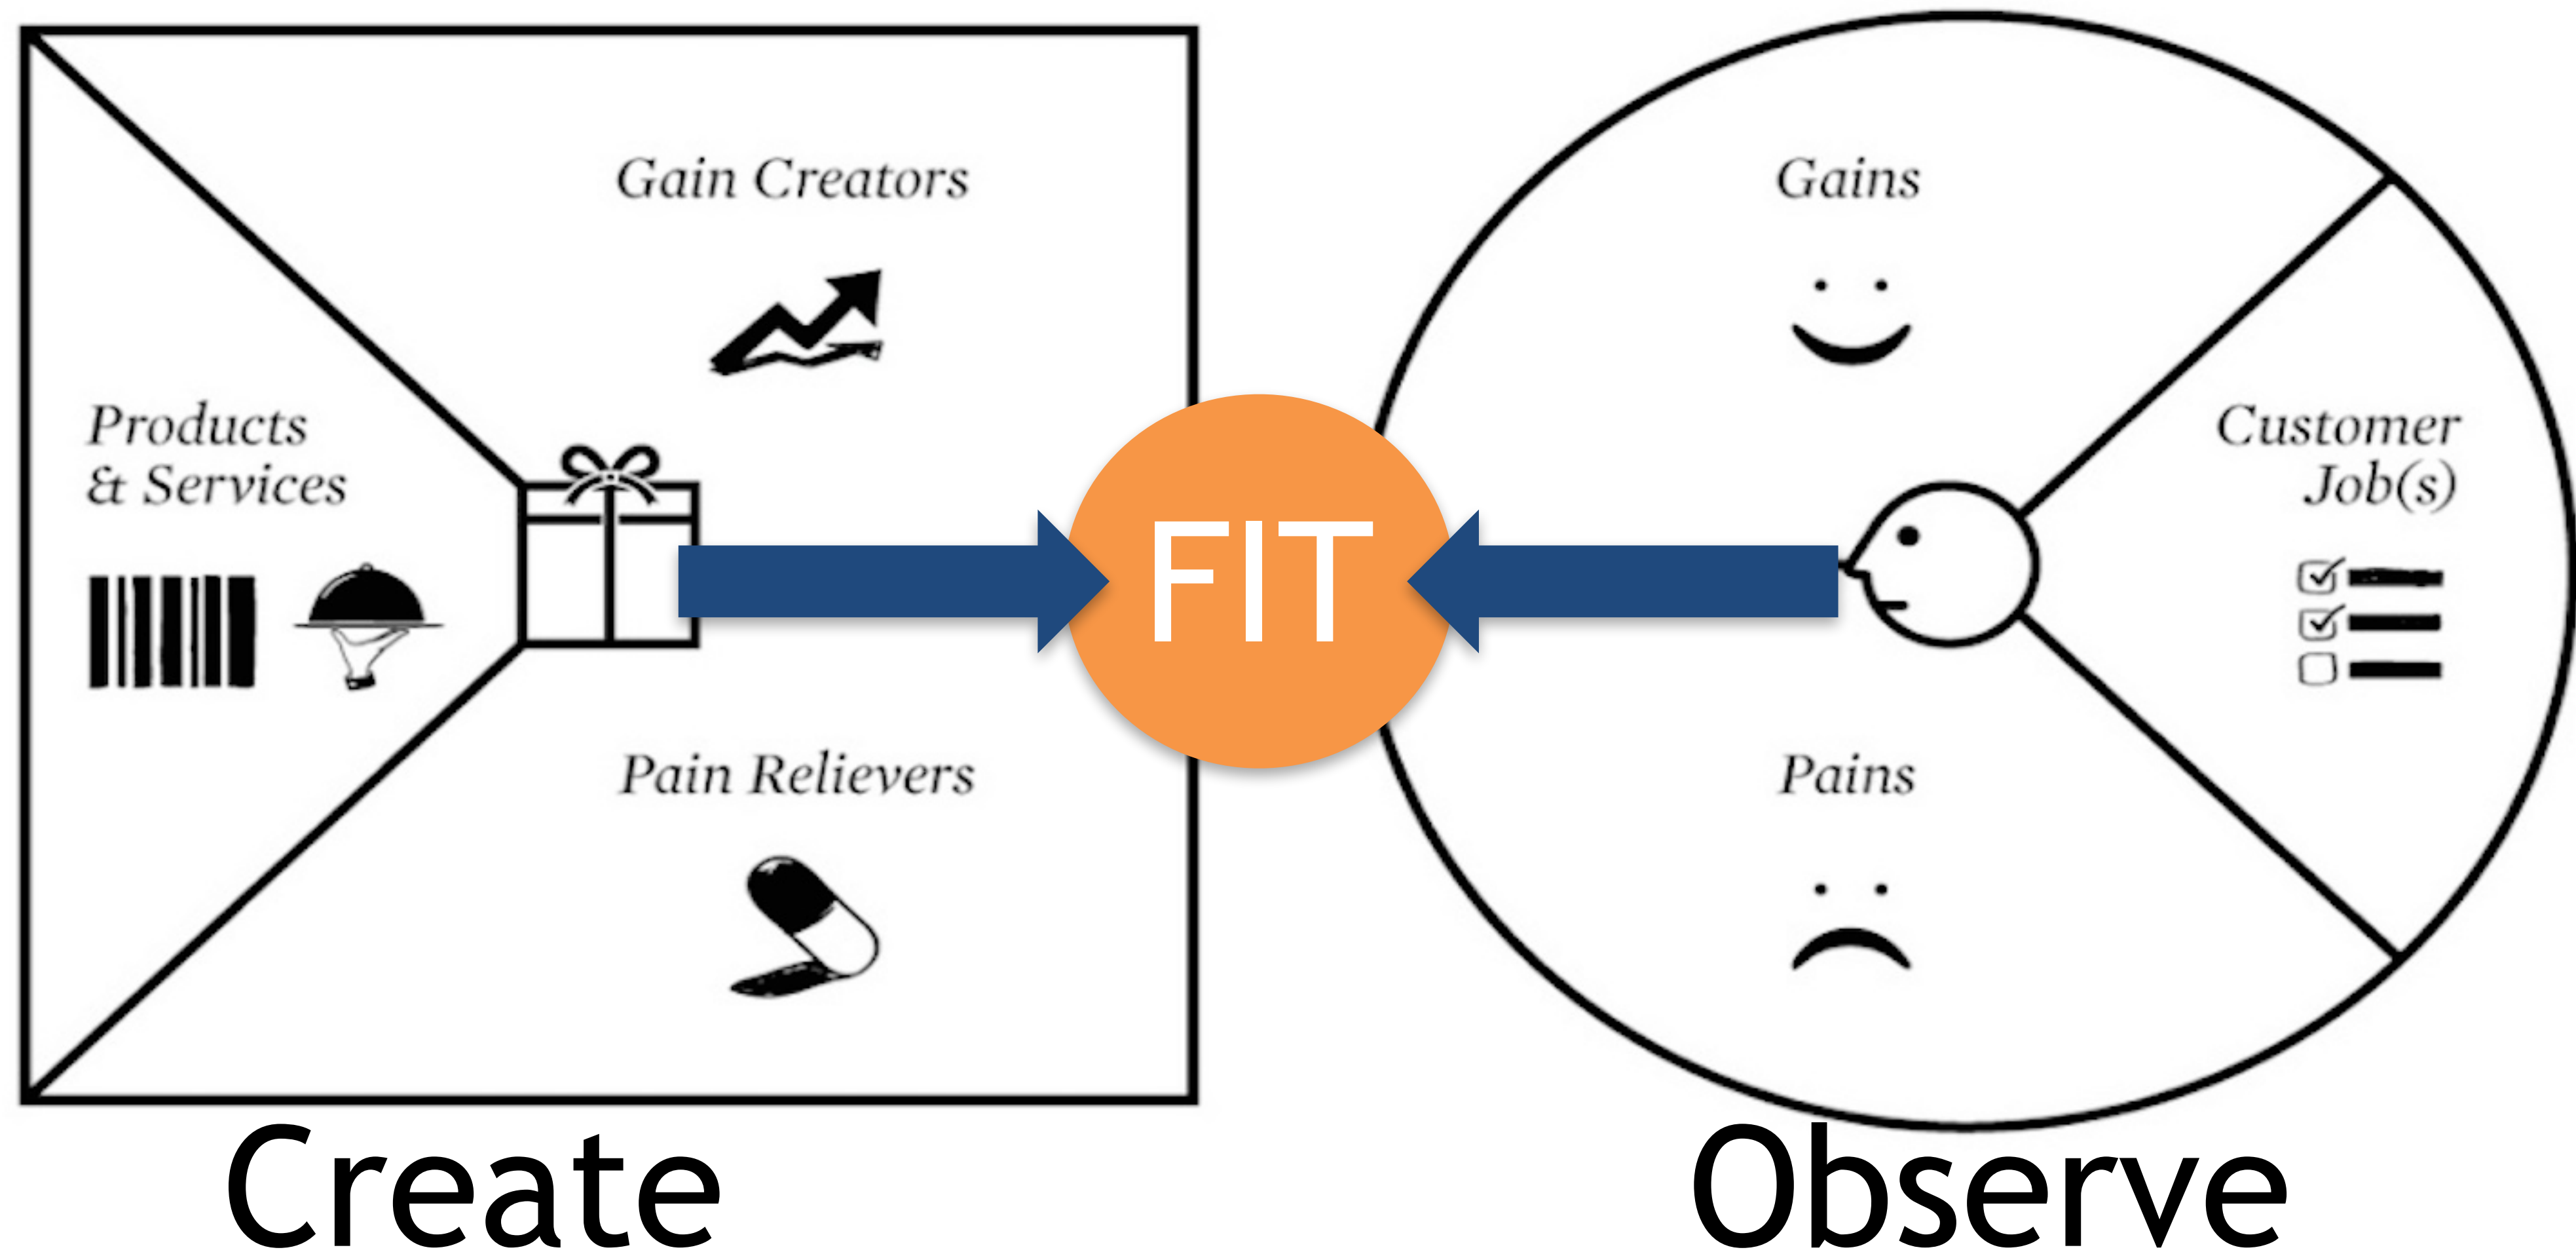 Gain Creators
Products
& Services
Pain Relievers
FIT
Gains
Customer
Job(s)
Pains
Create
Observe